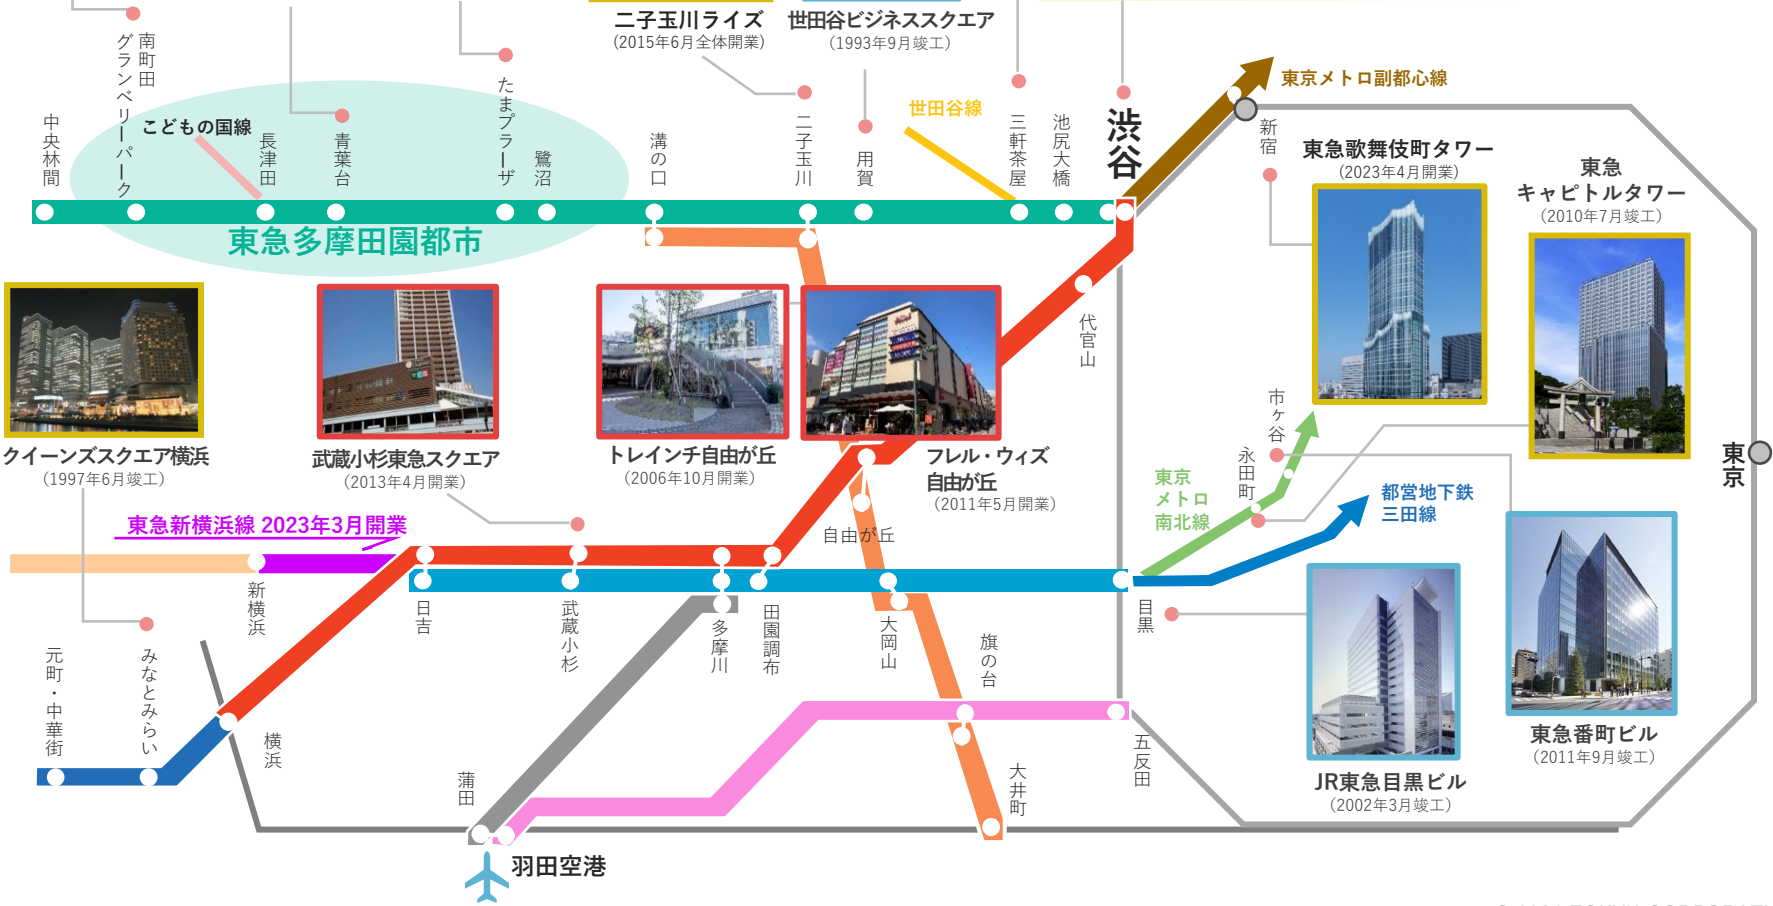 二子玉川ライズ
(2015年6月全体開業)
世田谷ビジネススクエア
(1993年9月竣工)
東京メトロ副都心線
南町田
グランベリーパーク
たまプラーザ
世田谷線
中央林間
こどもの国線
長津田
青葉台
鷺沼
溝の口
二子玉川
用賀
三軒茶屋
池尻大橋
渋谷
新宿
東急歌舞伎町タワー
(2023年4月開業)
東急
キャピトルタワー
(2010年7月竣工)
東急多摩田園都市
代官山
クイーンズスクエア横浜
(1997年6月竣工)
武蔵小杉東急スクエア
(2013年4月開業)
トレインチ自由が丘
(2006年10月開業)
フレル・ウィズ
自由が丘
(2011年5月開業)
市ヶ谷
永田町
東京
東京
メトロ
南北線
都営地下鉄
三田線
東急新横浜線 2023年3月開業
自由が丘
新横浜
日吉
武蔵小杉
多摩川
田園調布
大岡山
旗の台
目黒
元町・中華街
みなとみらい
横浜
蒲田
大井町
五反田
JR東急目黒ビル
(2002年3月竣工)
東急番町ビル
(2011年9月竣工)
羽田空港